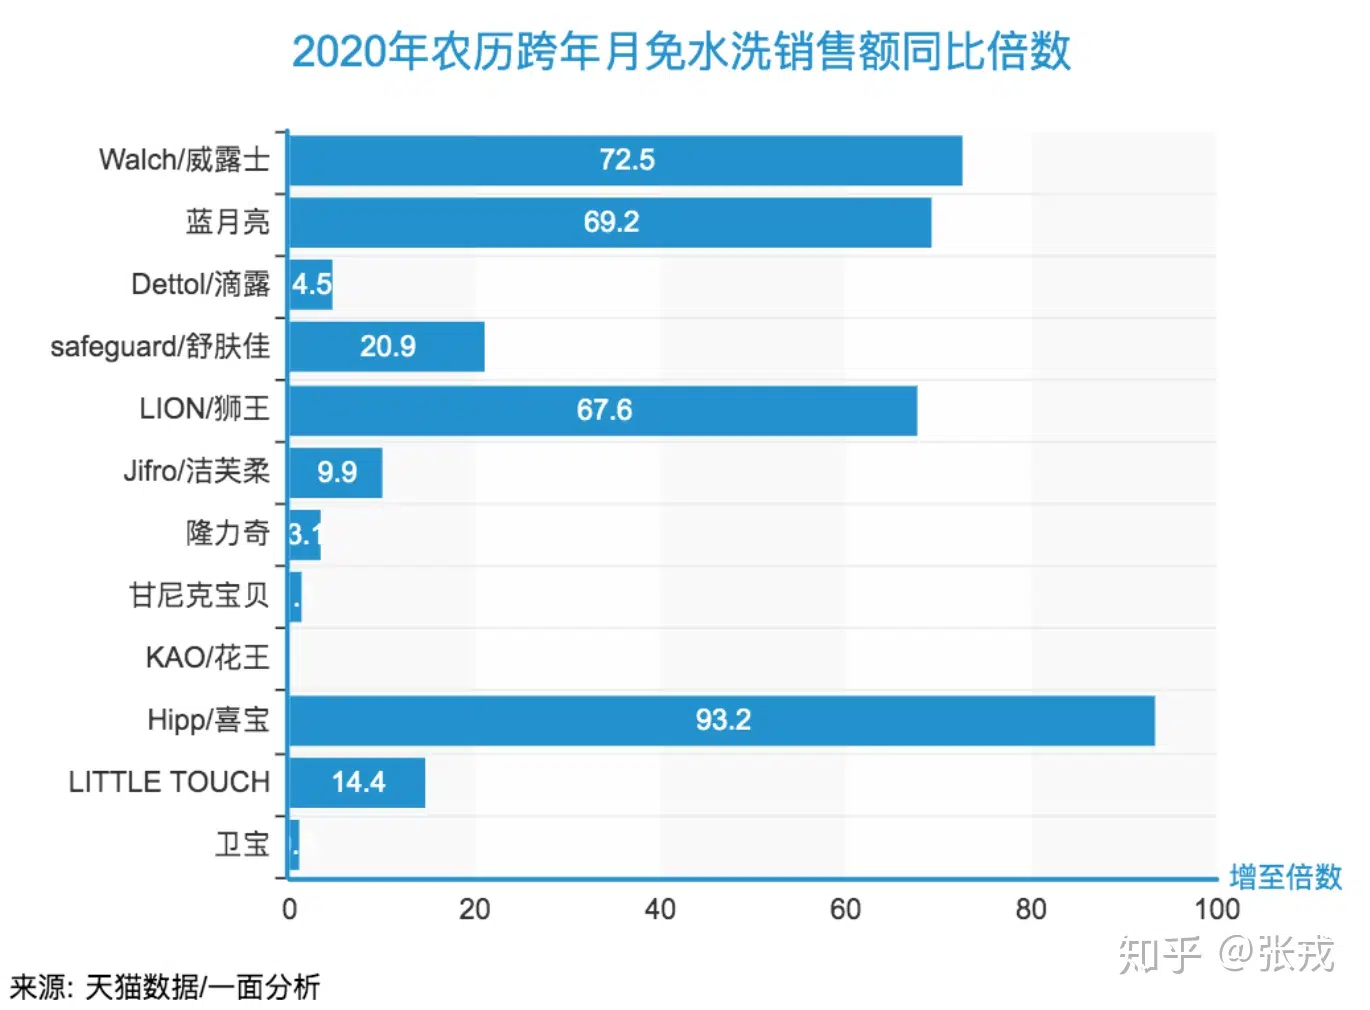 2020年农历跨年月免水洗销售额同比倍数
Walch/威露士
72.5
蓝月亮
69.2
Dettol/滴露
4.5
safeguard/舒肤佳
20.9
LION/狮王
67.6
Jifro/洁芙柔
9.9
隆力奇
3.1
甘尼克宝贝
KAO/花王
Hipp/喜宝
93.2
LITTLE TOUCH
14.4
卫宝
0 20 40 60 80 100
增至倍数
知乎 @张戎
来源: 天猫数据/一面分析